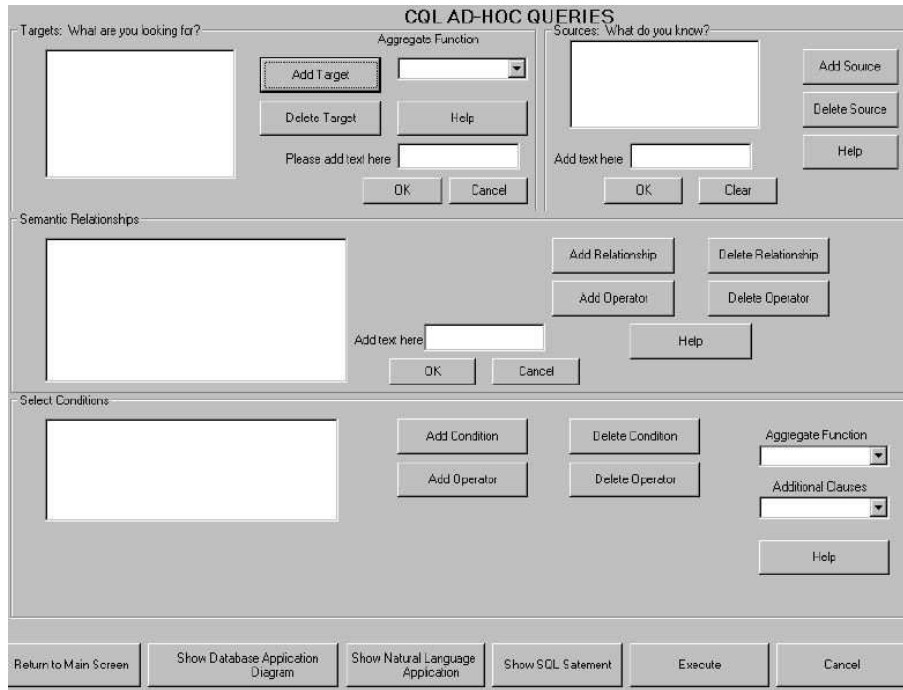 CQL AD-HOC QUERIES
Targets: What are you looking for?
Aggregate Function
Add Target
Delete Target
Help
Please add text here
OK
Cancel
Sources: What do you know?
Add Source
Delete Source
Help
Add text here
OK
Clear
Semantic Relationships
Add Relationship
Delete Relationship
Add Operator
Delete Operator
Add text here
Help
OK
Cancel
Select Conditions
Add Condition
Delete Condition
Aggregate Function
Add Operator
Delete Operator
Additional Clauses
Help
Return to Main Screen
Show Database Application
Diagram
Show Natural Language
Application
Show SQL Satement
Execute
Cancel